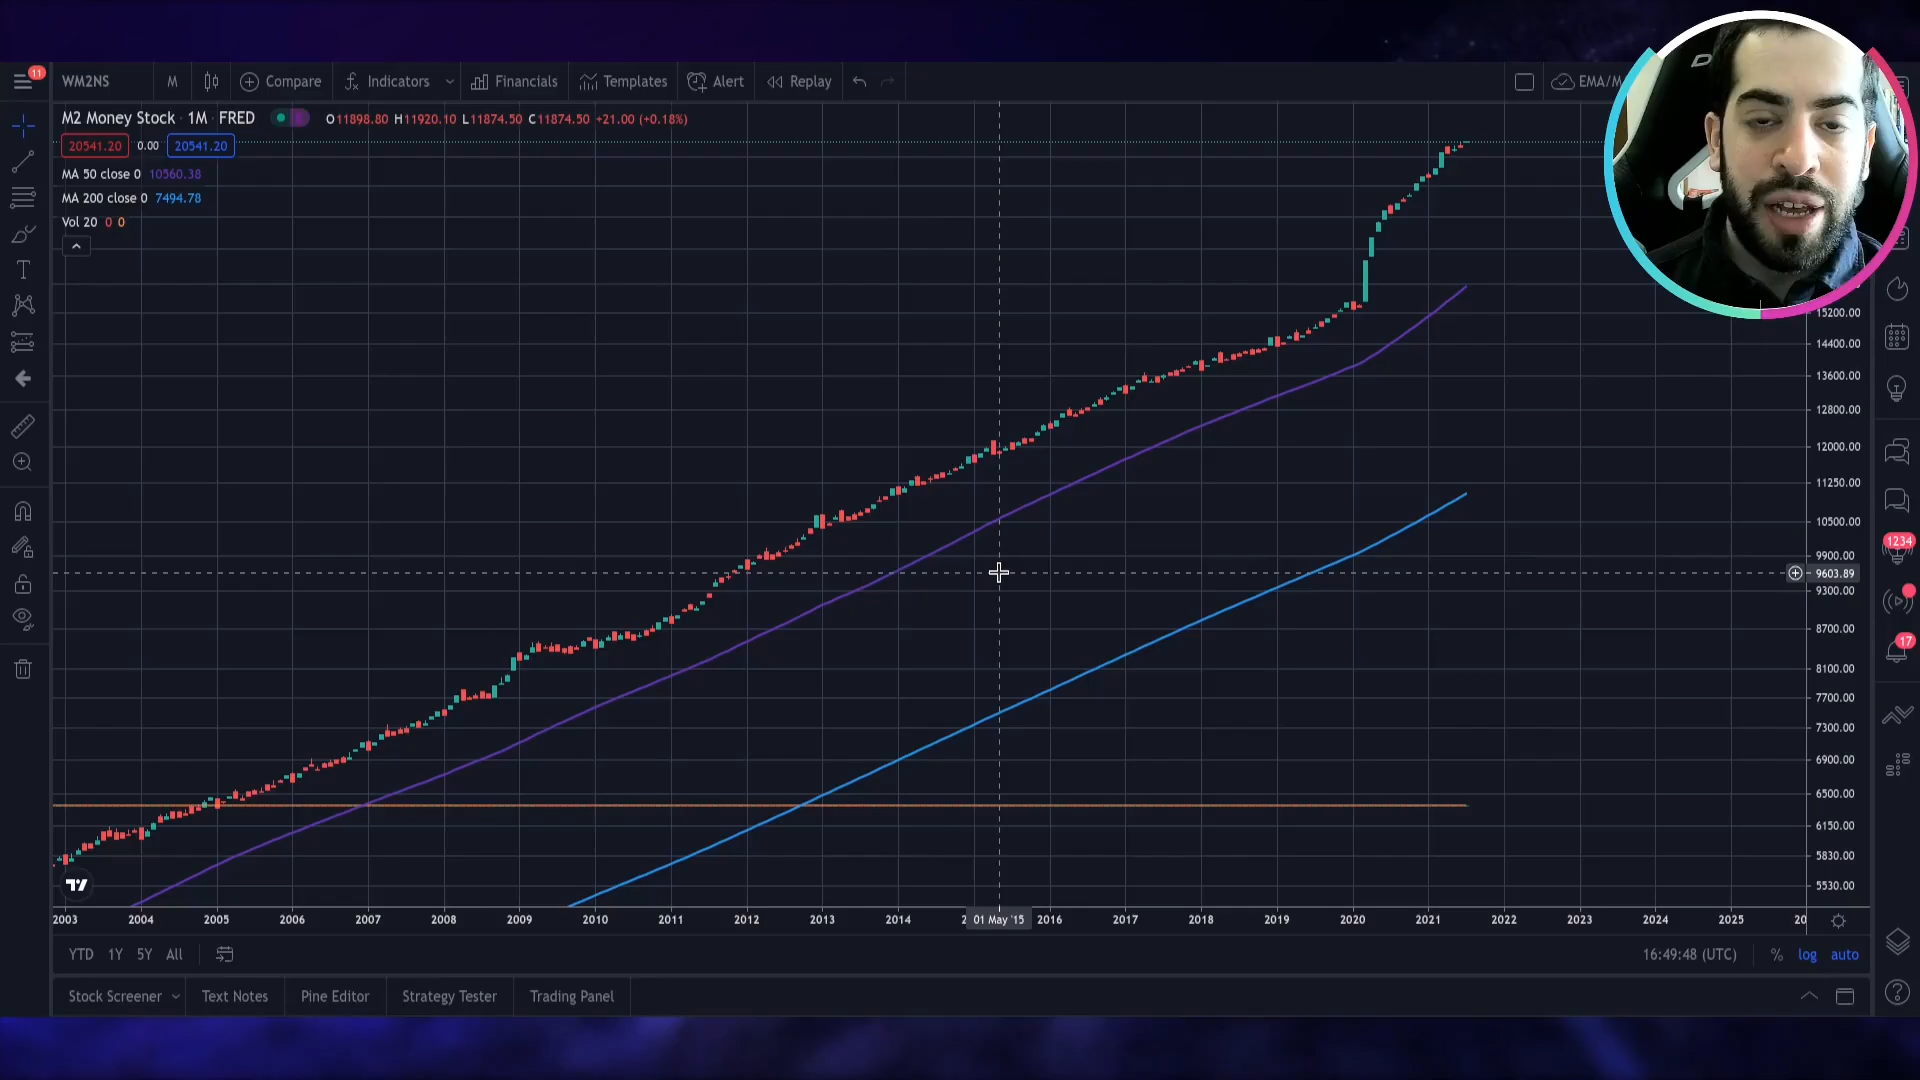 11
WM2NS M Compare Indicators Financials Templates Alert Replay EMA/M
M2 Money Stock · 1M · FRED O11898.80 H11920.10 L11874.50 C11874.50 +21.00 (+0.18%)
20541.20 0.00 20541.20
MA 50 close 0 10560.38
MA 200 close 0 7494.78
Vol 20 0 0
15200.00
14400.00
13600.00
12800.00
12000.00
11250.00
10500.00
1234
9900.00
9603.89
9300.00
8700.00
17
8100.00
7700.00
7300.00
6900.00
6500.00
6150.00
5830.00
5530.00
2003 2004 2005 2006 2007 2008 2009 2010 2011 2012 2013 2014 2 01 May '15 2016 2017 2018 2019 2020 2021 2022 2023 2024 2025 20
YTD 1Y 5Y All 16:49:48 (UTC) % log auto
Stock Screener Text Notes Pine Editor Strategy Tester Trading Panel